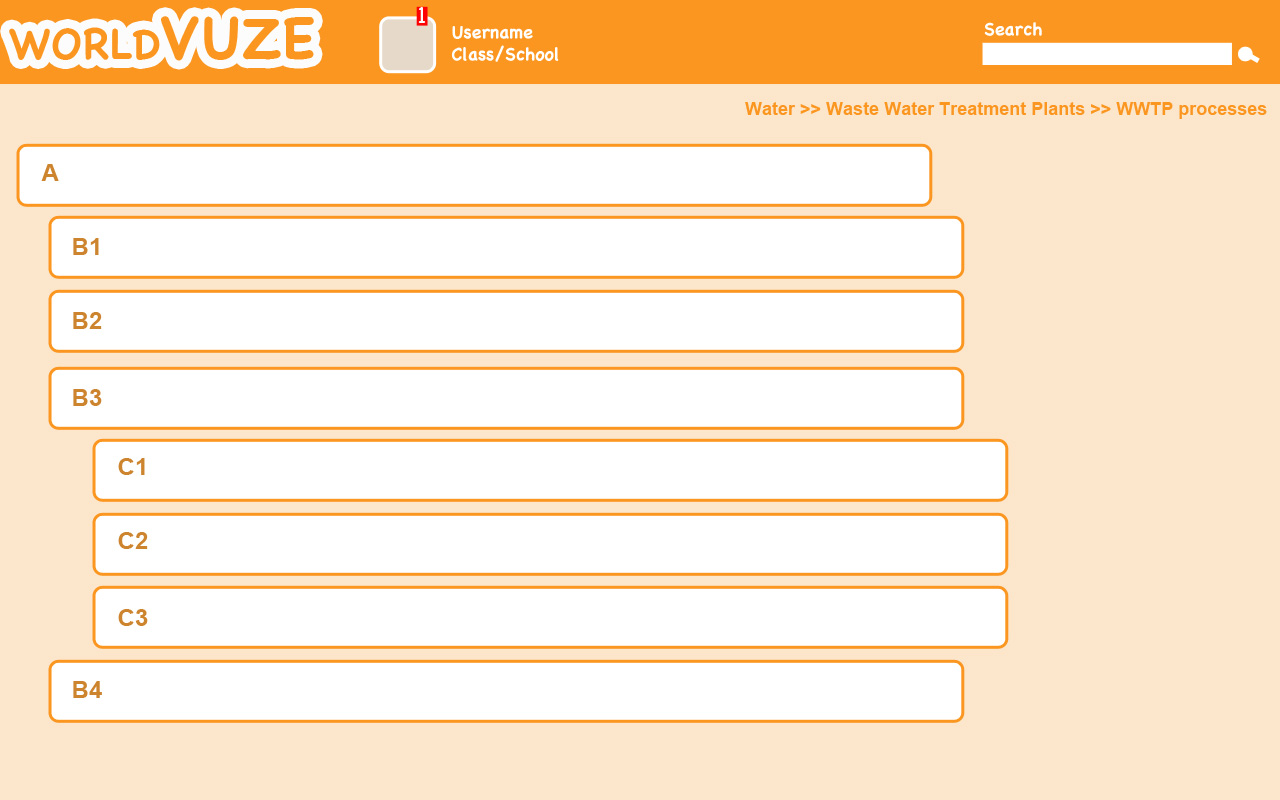 WORLDVUZE
1
Username
Class/School
Search
Water >> Waste Water Treatment Plants >> WWTP processes
A
B1
B2
B3
C1
C2
C3
B4